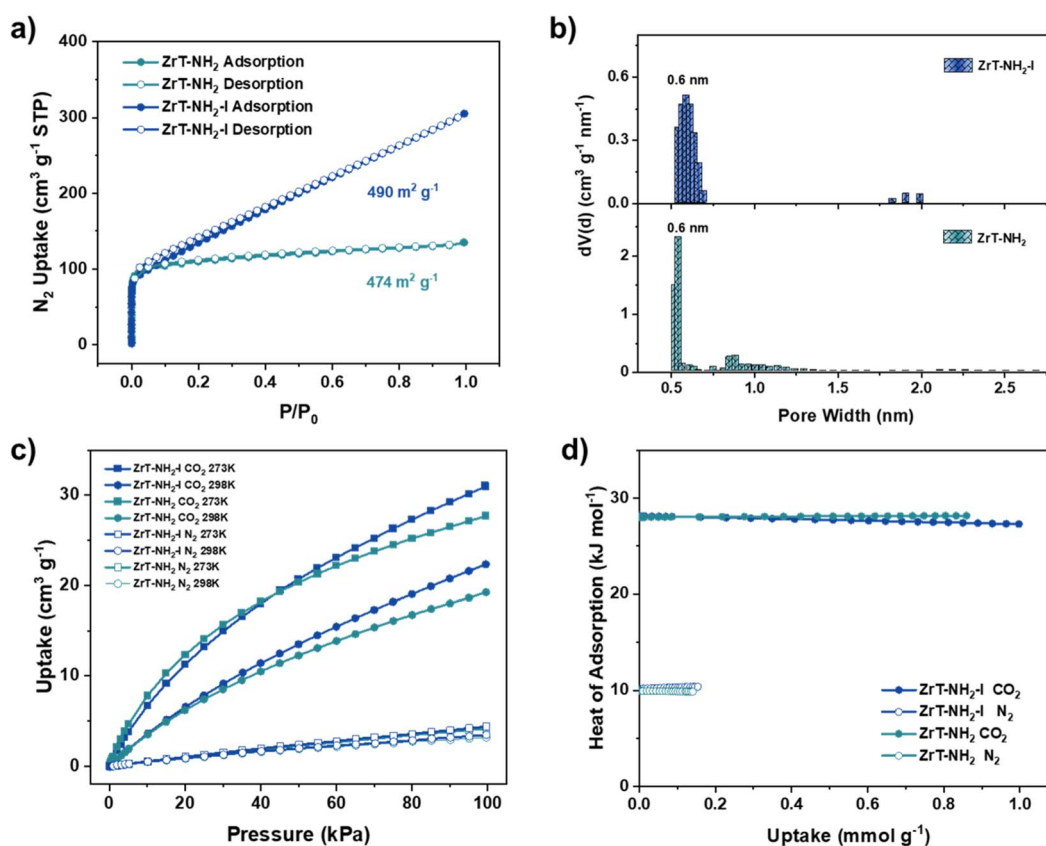 a)
400
300
200
100
0
N₂ Uptake (cm³ g⁻¹ STP)
ZrT-NH₂ Adsorption
ZrT-NH₂ Desorption
ZrT-NH₂-I Adsorption
ZrT-NH₂-I Desorption
490 m² g⁻¹
474 m² g⁻¹
0.0 0.2 0.4 0.6 0.8 1.0
P/P₀
b)
0.6
0.3
0.0
2
1
0
dV(d) (cm³ g⁻¹ nm⁻¹)
0.6 nm
ZrT-NH₂-I
0.6 nm
ZrT-NH₂
0.5 1.0 1.5 2.0 2.5
Pore Width (nm)
c)
30
20
10
0
Uptake (cm³ g⁻¹)
ZrT-NH₂-I CO₂ 273K
ZrT-NH₂-I CO₂ 298K
ZrT-NH₂ CO₂ 273K
ZrT-NH₂ CO₂ 298K
ZrT-NH₂-I N₂ 273K
ZrT-NH₂-I N₂ 298K
ZrT-NH₂ N₂ 273K
ZrT-NH₂ N₂ 298K
0 20 40 60 80 100
Pressure (kPa)
d)
40
30
20
10
0
Heat of Adsorption (kJ mol⁻¹)
ZrT-NH₂-I CO₂
ZrT-NH₂-I N₂
ZrT-NH₂ CO₂
ZrT-NH₂ N₂
0.0 0.2 0.4 0.6 0.8 1.0
Uptake (mmol g⁻¹)